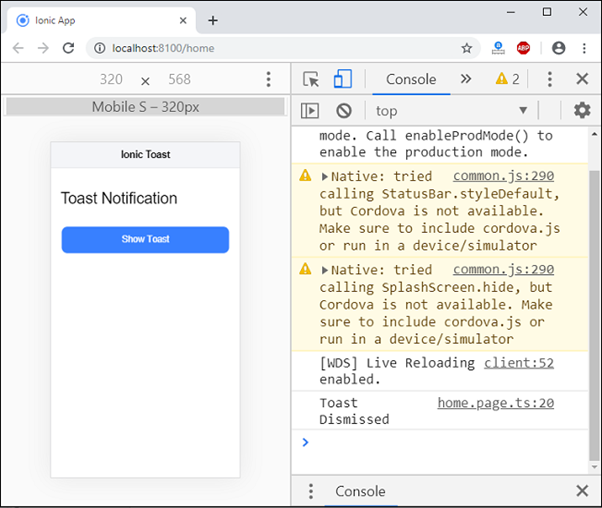 Ionic App
localhost:8100/home
ABP
320 × 568
Console
2
Mobile S – 320px
top
Ionic Toast
Toast Notification
Show Toast
mode. Call enableProdMode() to
enable the production mode.
Native: tried common.js:290
calling StatusBar.styleDefault,
but Cordova is not available.
Make sure to include cordova.js
or run in a device/simulator
Native: tried common.js:290
calling SplashScreen.hide, but
Cordova is not available. Make
sure to include cordova.js or
run in a device/simulator
[WDS] Live Reloading client:52
enabled.
Toast home.page.ts:20
Dismissed
Console